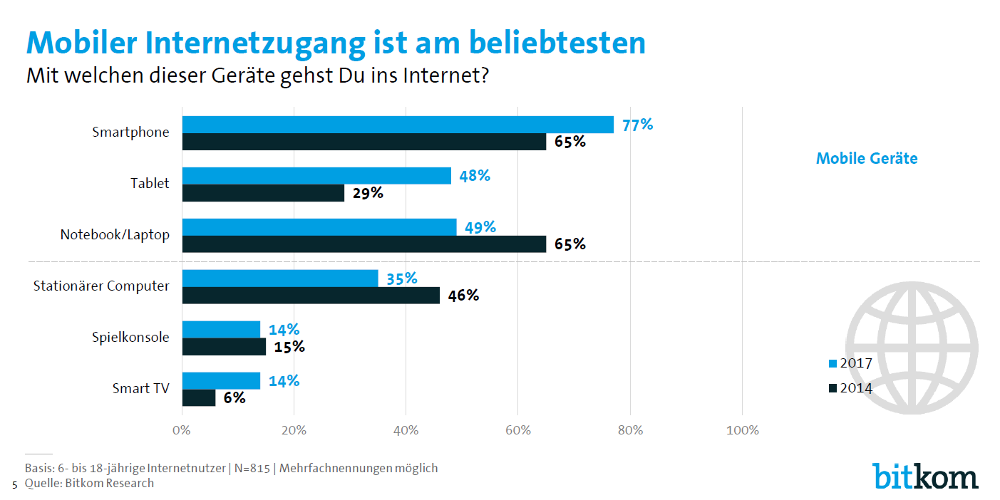 Mobiler Internetzugang ist am beliebtesten
Mit welchen dieser Geräte gehst Du ins Internet?
Smartphone
77%
65%
Mobile Geräte
Tablet
48%
29%
Notebook/Laptop
49%
65%
Stationärer Computer
35%
46%
Spielkonsole
14%
15%
Smart TV
14%
6%
2017
2014
0% 20% 40% 60% 80% 100%
Basis: 6- bis 18-jährige Internetnutzer | N=815 | Mehrfachnennungen möglich
5 Quelle: Bitkom Research
bitkom